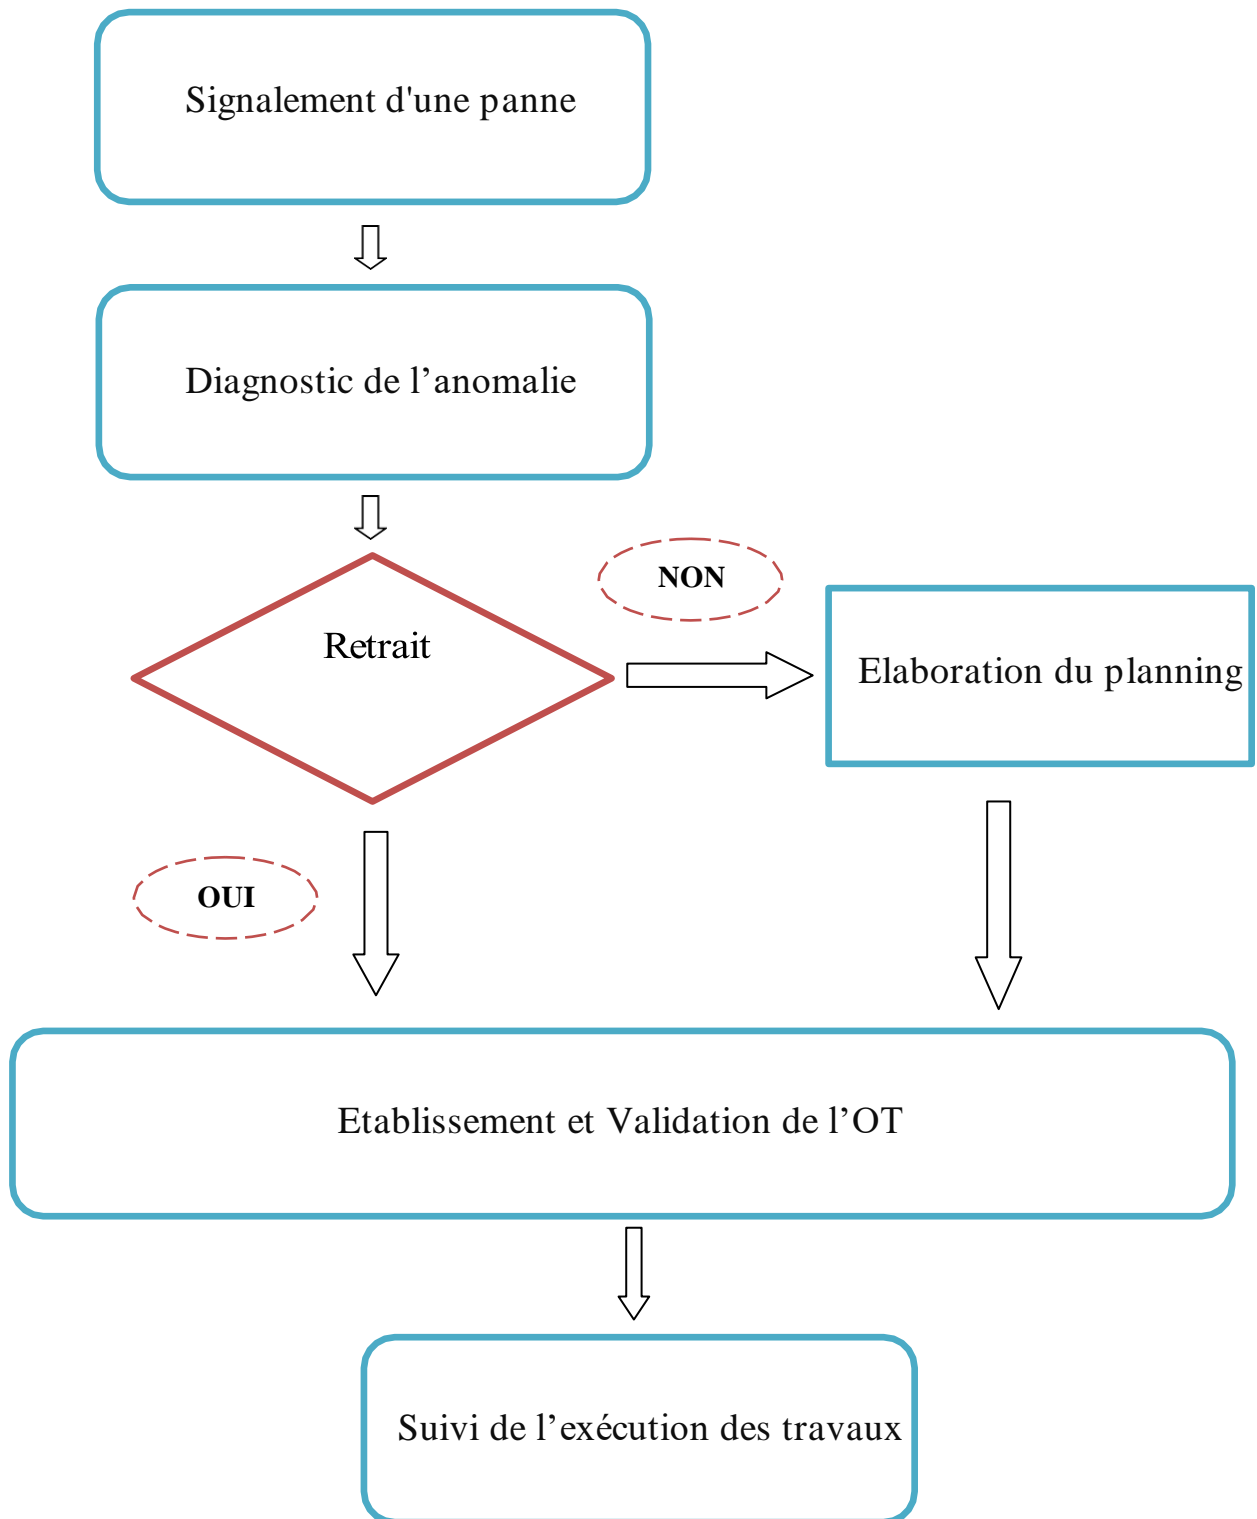 Signalement d'une panne
Diagnostic de l’anomalie
NON
Retrait
Elaboration du planning
OUI
Etablissement et Validation de l’OT
Suivi de l’exécution des travaux